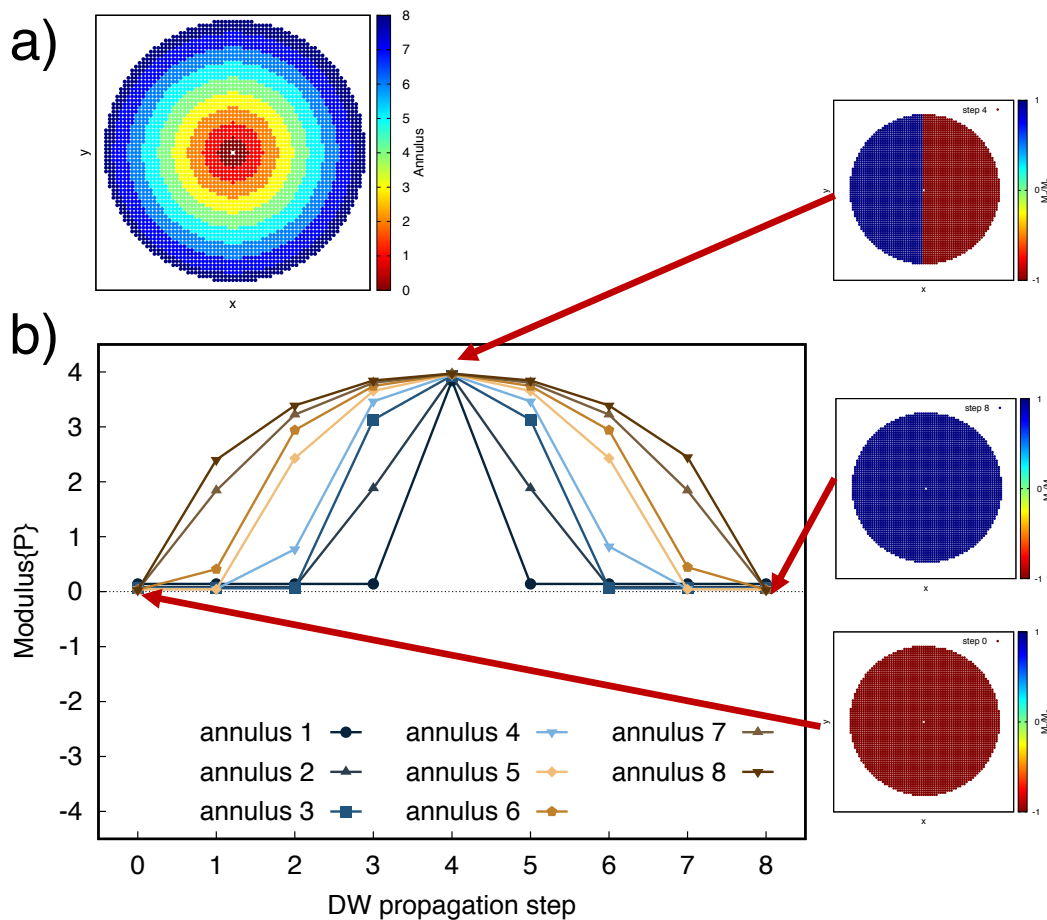 a)
8
7
6
5
4
3
2
1
0
Annulus
y
x
step 4
1
0
-1
y
x
b)
4
3
2
1
0
-1
-2
-3
-4
Modulus{P}
annulus 1
annulus 4
annulus 7
annulus 2
annulus 5
annulus 8
annulus 3
annulus 6
0 1 2 3 4 5 6 7 8
DW propagation step
step 8
1
0
-1
x
step 0
1
0
-1
y
x